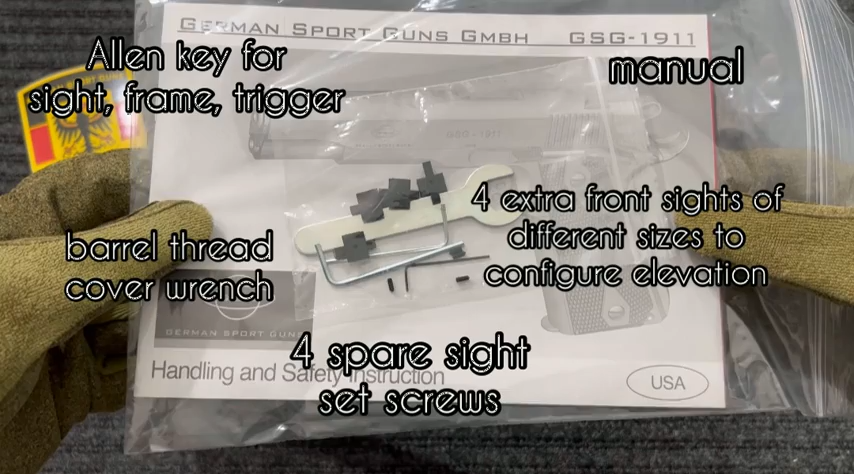 GERMAN SPORT GUNS GMBH GSG-1911
Allen key for
sight, frame, trigger
manual
GSG-1911
4 extra front sights of
different sizes to
configure elevation
barrel thread
cover wrench
GERMAN SPORT GUNS
4 spare sight
set screws
Handling and Safety Instruction
USA